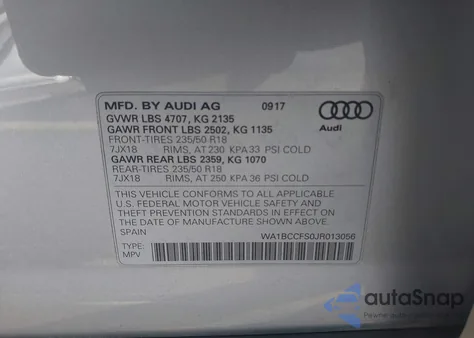 MFD. BY AUDI AG 0917
GVWR LBS 4707, KG 2135
GAWR FRONT LBS 2502, KG 1135
FRONT-TIRES 235/50 R18
7JX18 RIMS, AT 230 KPA 33 PSI COLD
GAWR REAR LBS 2359, KG 1070
REAR-TIRES 235/50 R18
7JX18 RIMS, AT 250 KPA 36 PSI COLD
Audi
THIS VEHICLE CONFORMS TO ALL APPLICABLE
U.S. FEDERAL MOTOR VEHICLE SAFETY AND
THEFT PREVENTION STANDARDS IN EFFECT ON
THE DATE OF MANUFACTURE SHOWN ABOVE.
SPAIN WA1BCCFS0JR013056
TYPE:
MPV
autoSnap